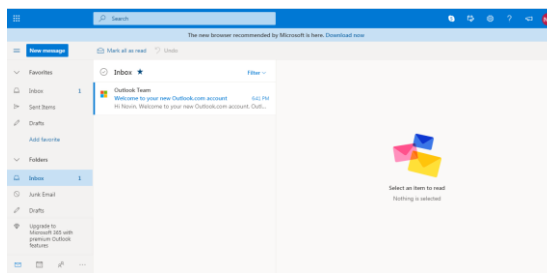 Search
The new browser recommended by Microsoft is here. Download now
New message
Mark all as read
Undo
Favorites
Inbox 1
Sent Items
Drafts
Add favorite
Folders
Inbox 1
Junk Email
Drafts
Upgrade to
Microsoft 365 with
premium Outlook
features
Inbox ★
Filter
Outlook Team
Welcome to your new Outlook.com account
6:42 PM
Welcome to your new Outlook.com account. Outl...
Select an item to read
Nothing is selected